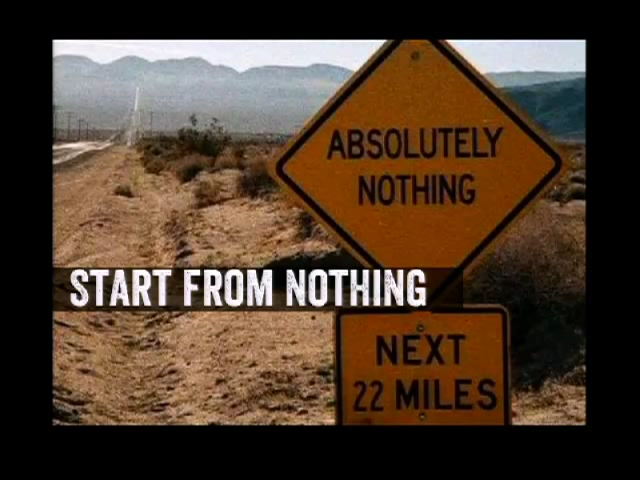 ABSOLUTELY
NOTHING
START FROM NOTHING
NEXT
22 MILES